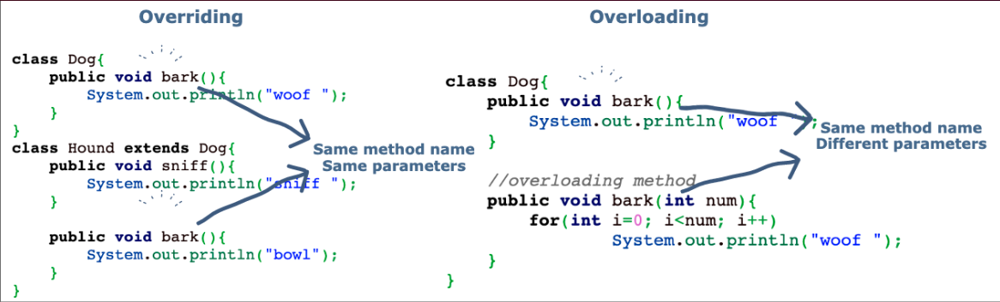 Overriding
class Dog{
public void bark(){
System.out.println("woof ");
}
}
class Hound extends Dog{
public void sniff(){
System.out.println("sniff ");
}
public void bark(){
System.out.println("bowl");
}
}
Same method name
Same parameters
Overloading
class Dog{
public void bark(){
System.out.println("woof ;
}
//overloading method
public void bark(int num){
for(int i=0; i<num; i++)
System.out.println("woof ");
}
}
Same method name
Different parameters